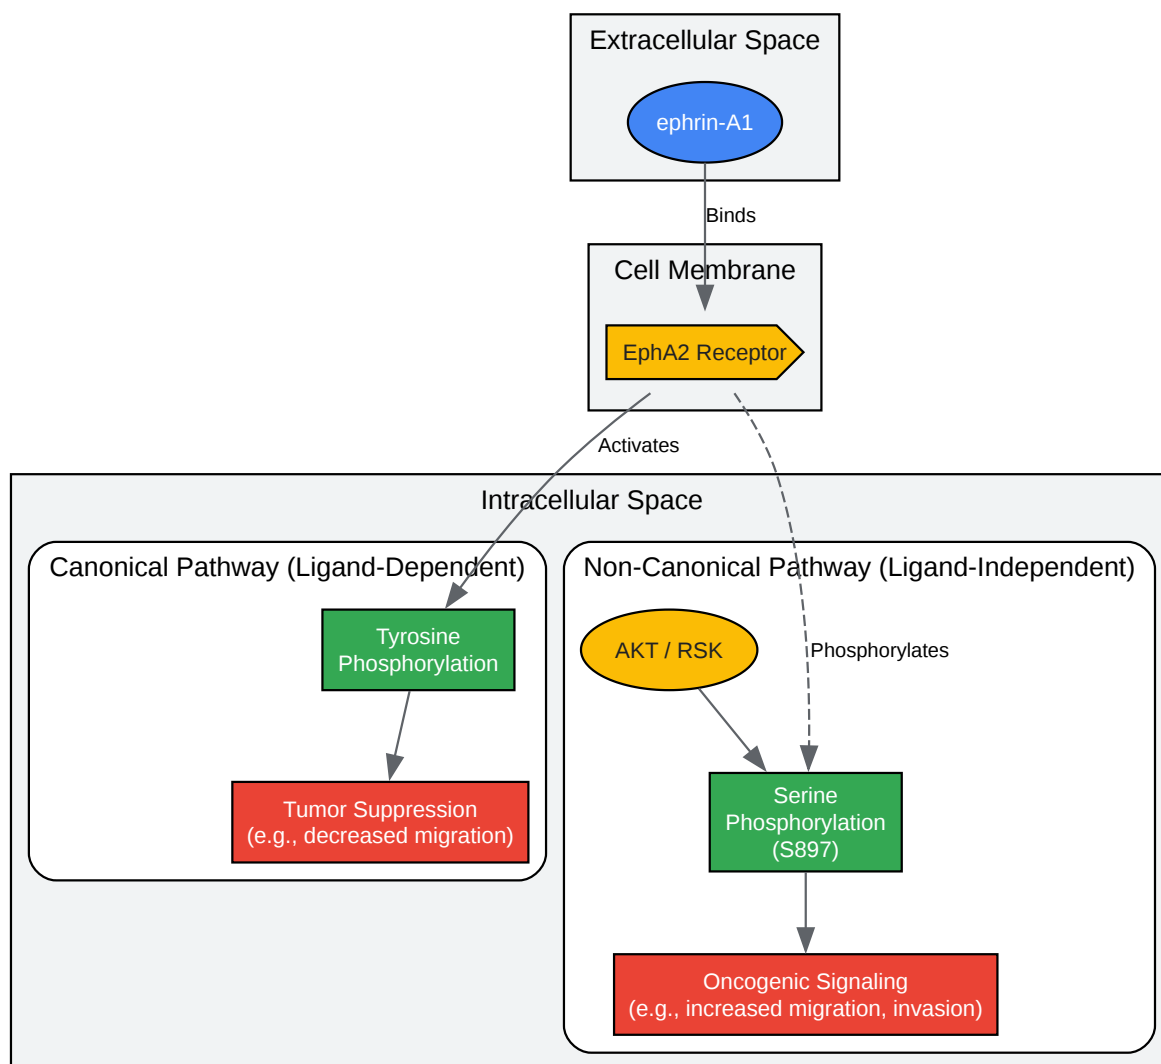 Extracellular Space
ephrin-A1
Binds
Cell Membrane
EphA2 Receptor
Activates
Intracellular Space
Canonical Pathway (Ligand-Dependent)
Tyrosine
Phosphorylation
Tumor Suppression
(e.g., decreased migration)
Non-Canonical Pathway (Ligand-Independent)
AKT / RSK
Phosphorylates
Serine
Phosphorylation
(S897)
Oncogenic Signaling
(e.g., increased migration, invasion)